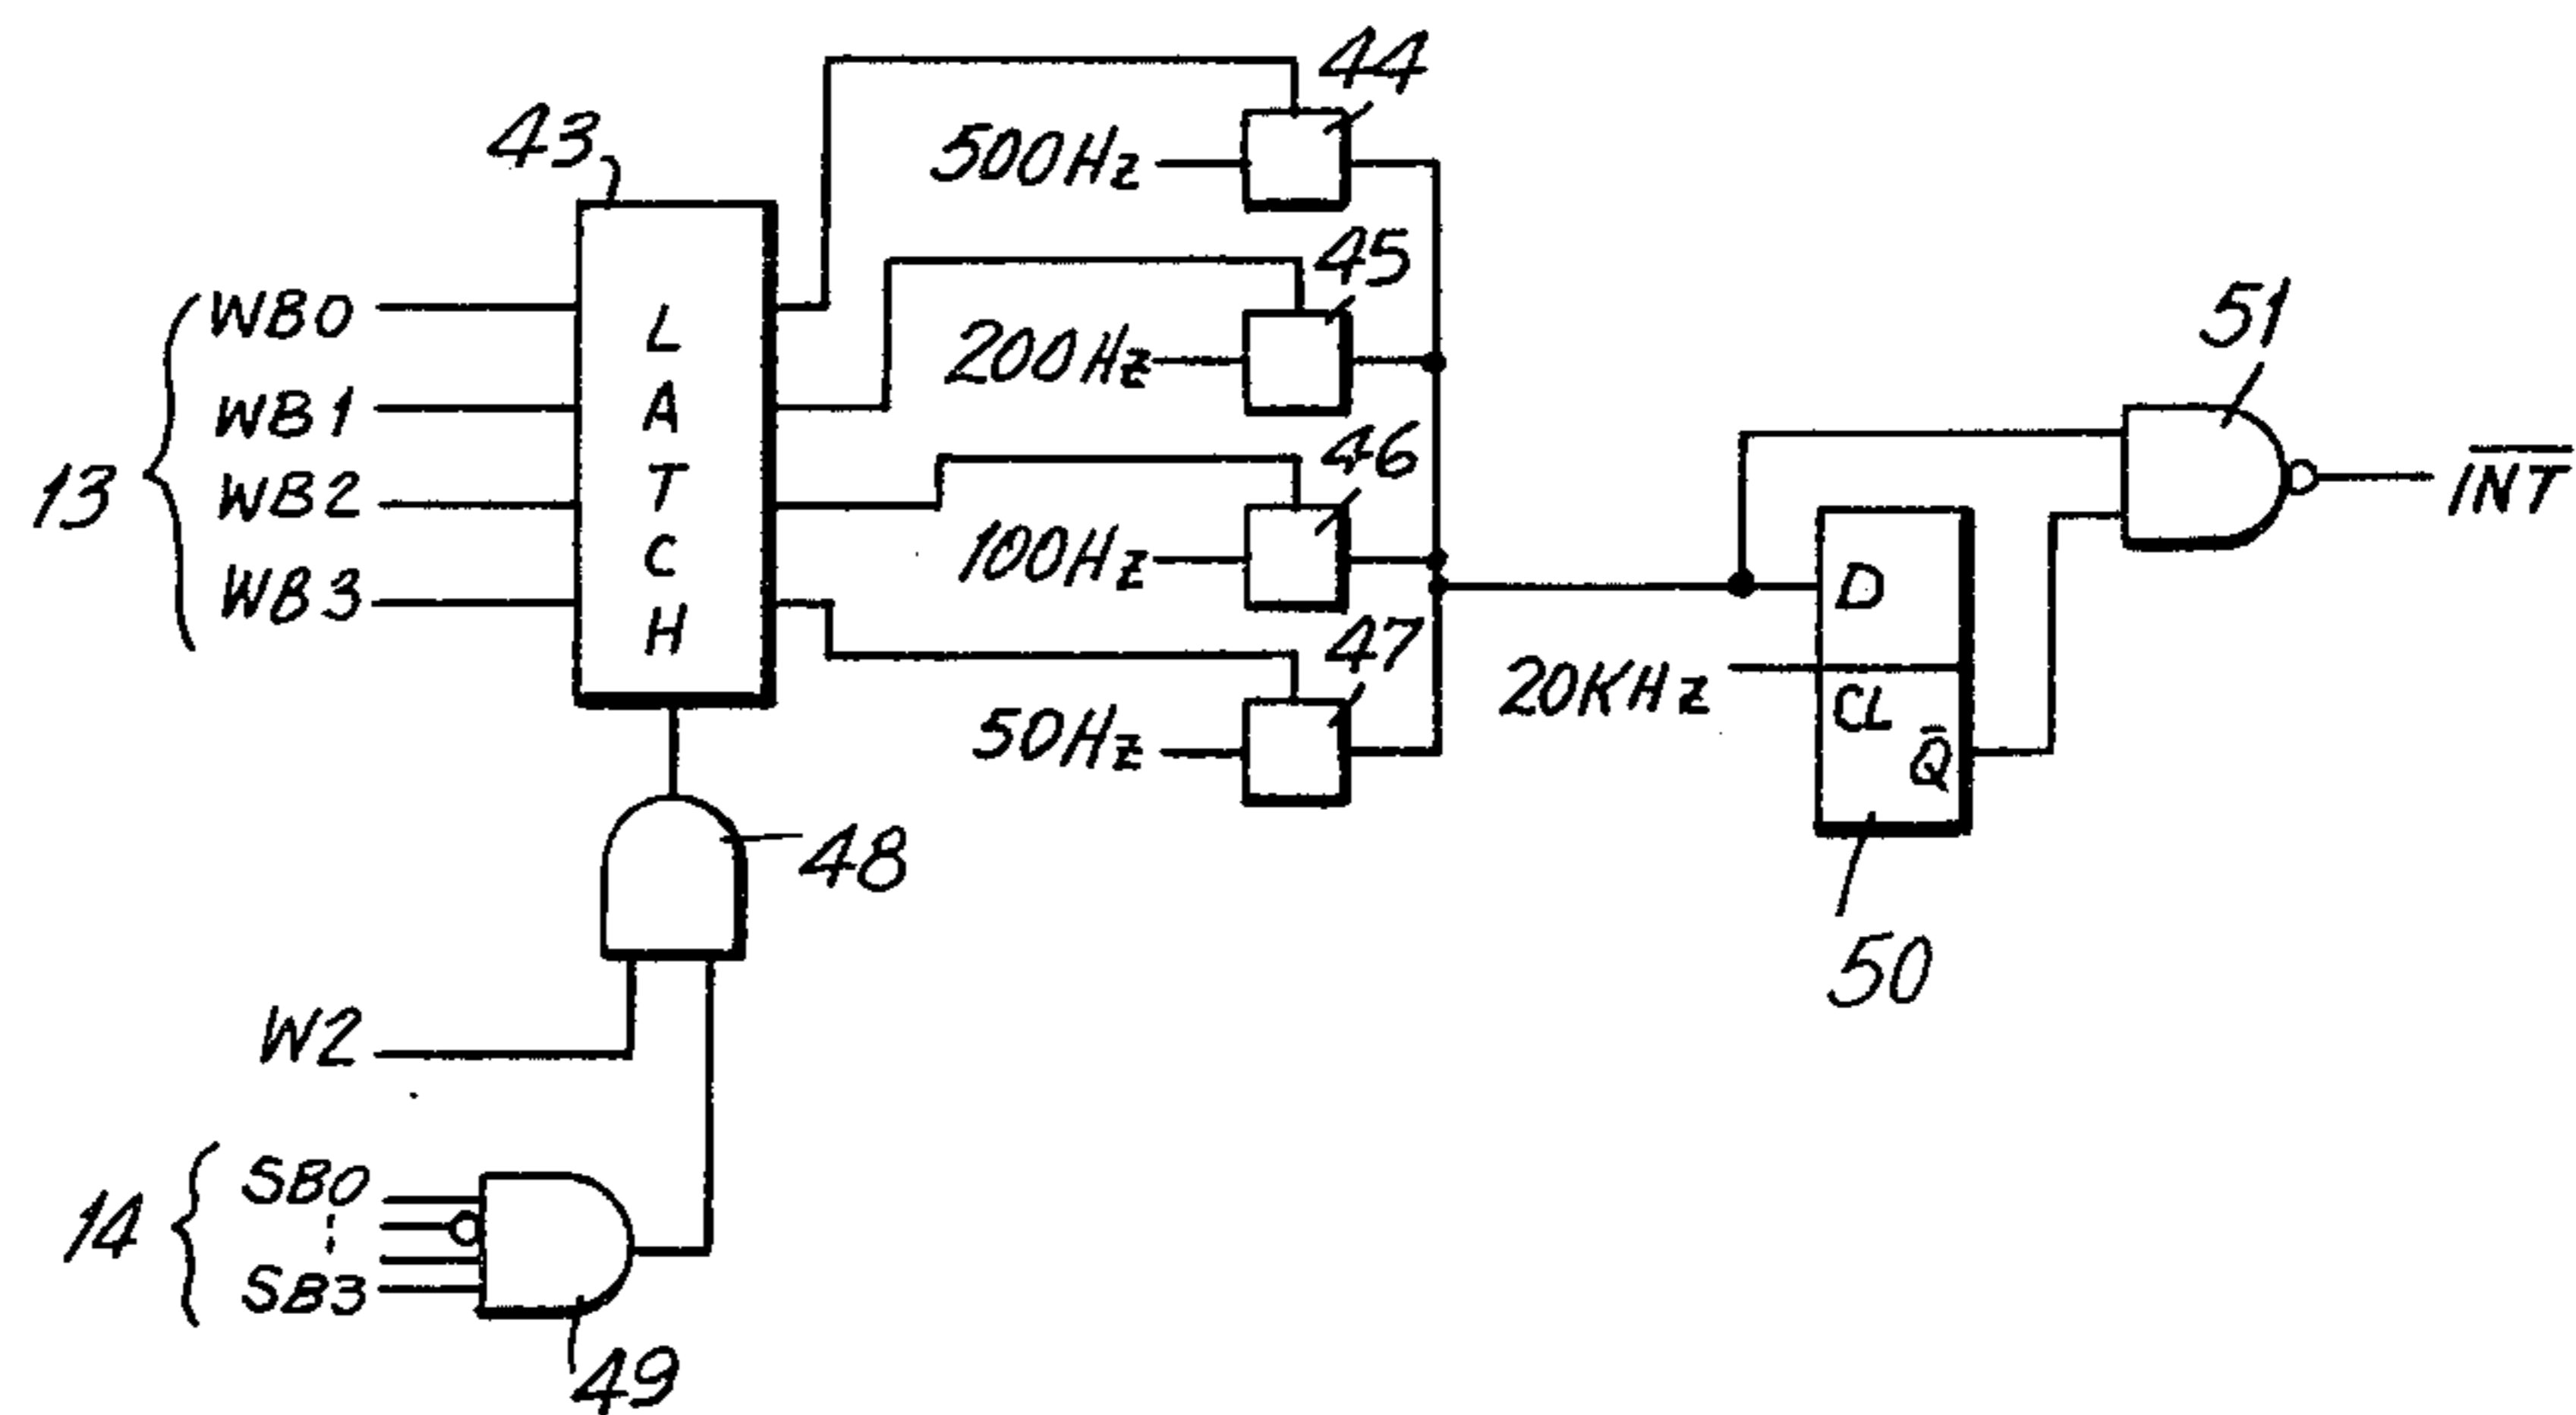 44
43
500Hz
45
WB0
200Hz
51
WB1
46
13
WB2
INT
100Hz
WB3
LATCH
D
47
20KHz
CL
50Hz
Q̅
48
50
W2
SB0
14
SB3
49